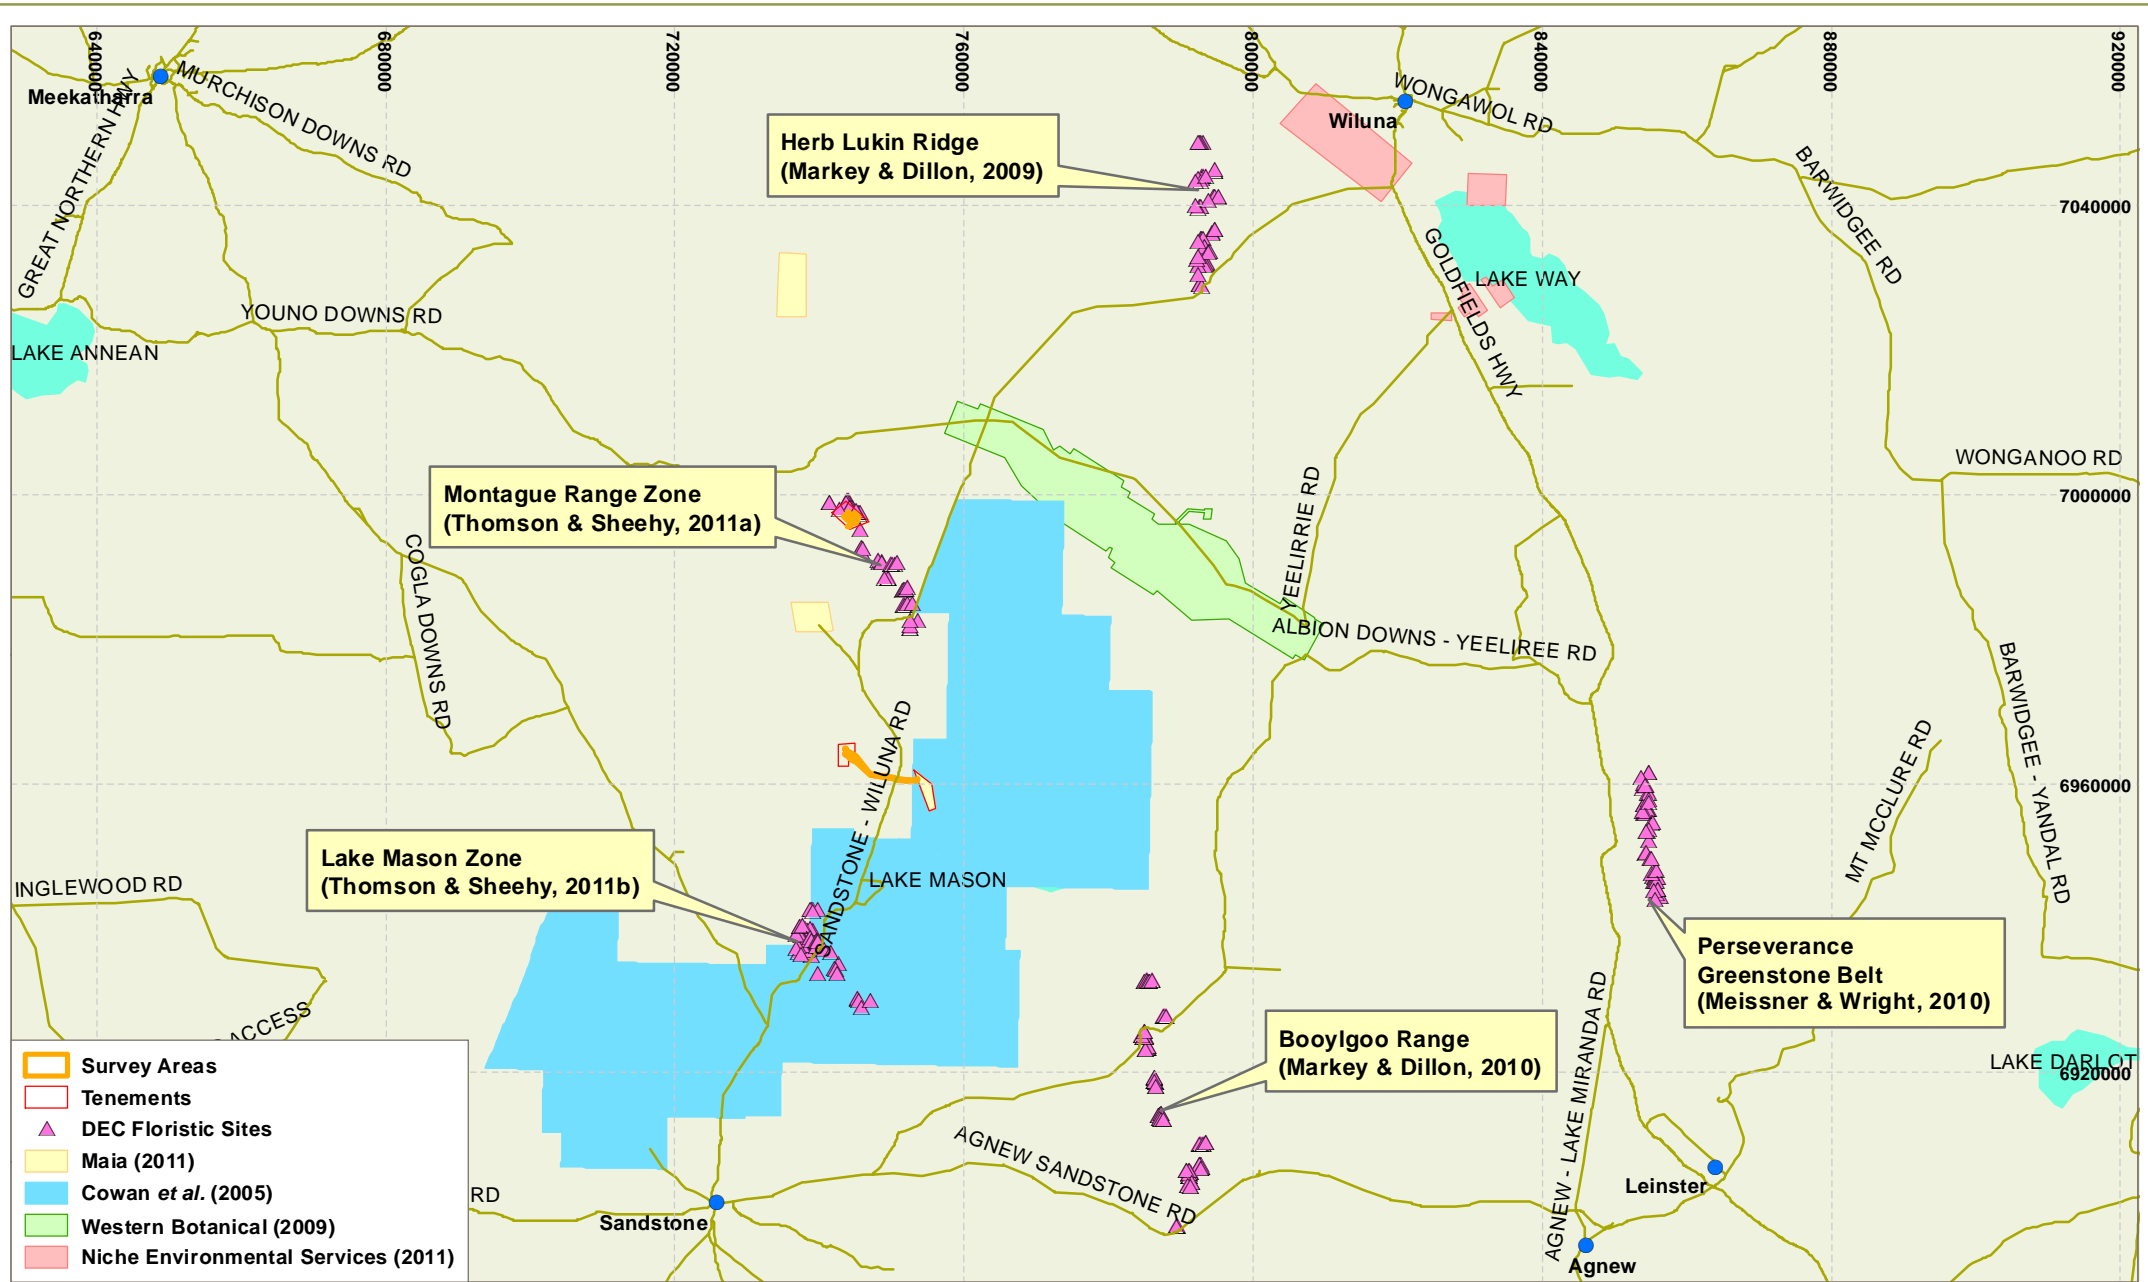 640000
680000
720000
760000
800000
840000
880000
920000
Meekatharra
MURCHISON DOWNS RD
GREAT NORTHERN HWY
WONGAWOL RD
Wiluna
Herb Lukin Ridge
(Markey & Dillon, 2009)
BARWIDGEE RD
7040000
GOLDFIELDS HWY
LAKE WAY
YOUNO DOWNS RD
LAKE ANNEAN
WONGANOO RD
Montague Range Zone
(Thomson & Sheehy, 2011a)
7000000
YEELIRRIE RD
COGLA DOWNS RD
ALBION DOWNS - YEELIREE RD
BARWIDGEE - YANDAL RD
SANDSTONE - WILUNA RD
MT MCCLURE RD
6960000
Lake Mason Zone
(Thomson & Sheehy, 2011b)
LAKE MASON
INGLEWOOD RD
Perseverance
Greenstone Belt
(Meissner & Wright, 2010)
ACCESS
Booylgoo Range
(Markey & Dillon, 2010)
AGNEW - LAKE MIRANDA RD
LAKE DARLOT
6920000
AGNEW SANDSTONE RD
RD
Leinster
Sandstone
Agnew
Survey Areas
Tenements
DEC Floristic Sites
Maia (2011)
Cowan et al. (2005)
Western Botanical (2009)
Niche Environmental Services (2011)